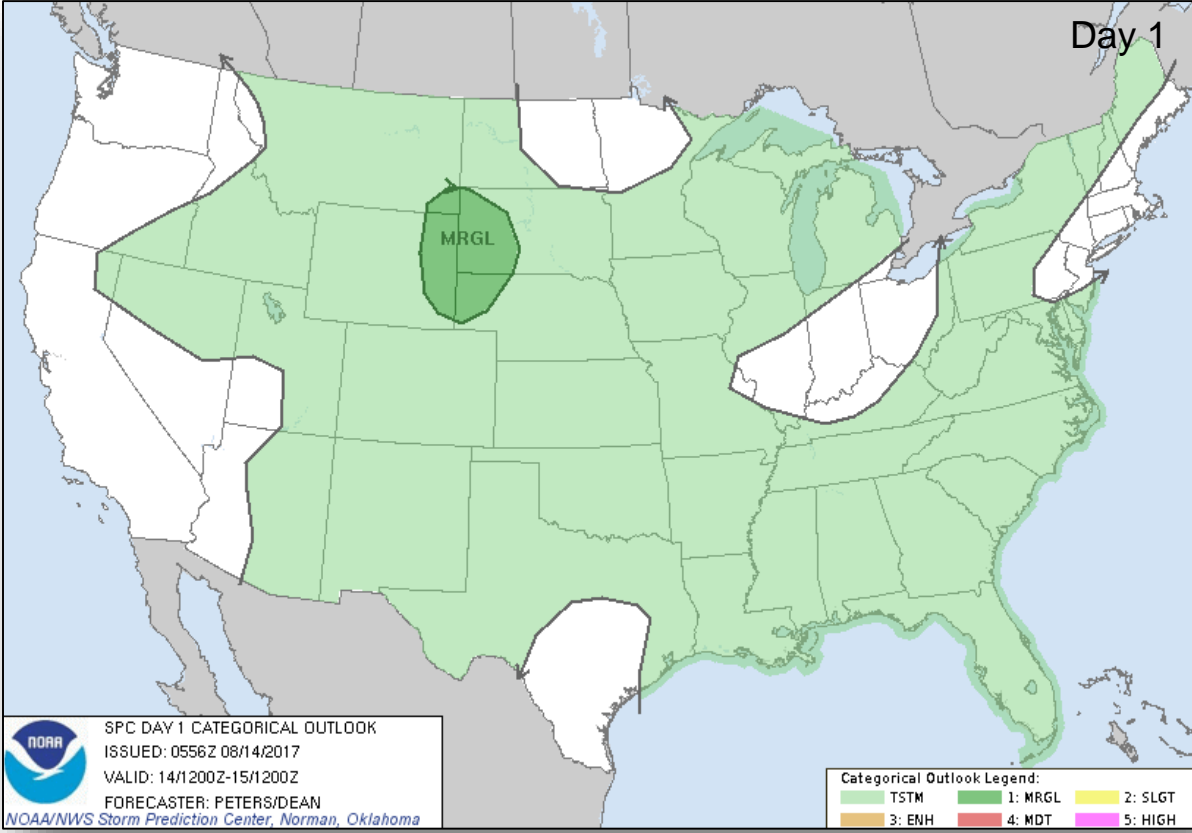 Day 1
MRGL
NOAA
SPC DAY 1 CATEGORICAL OUTLOOK
ISSUED: 0556Z 08/14/2017
VALID: 14/1200Z-15/1200Z
FORECASTER: PETERS/DEAN
NOAA/NWS Storm Prediction Center, Norman, Oklahoma
Categorical Outlook Legend:
TSTM 1: MRGL 2: SLGT
3: ENH 4: MDT 5: HIGH